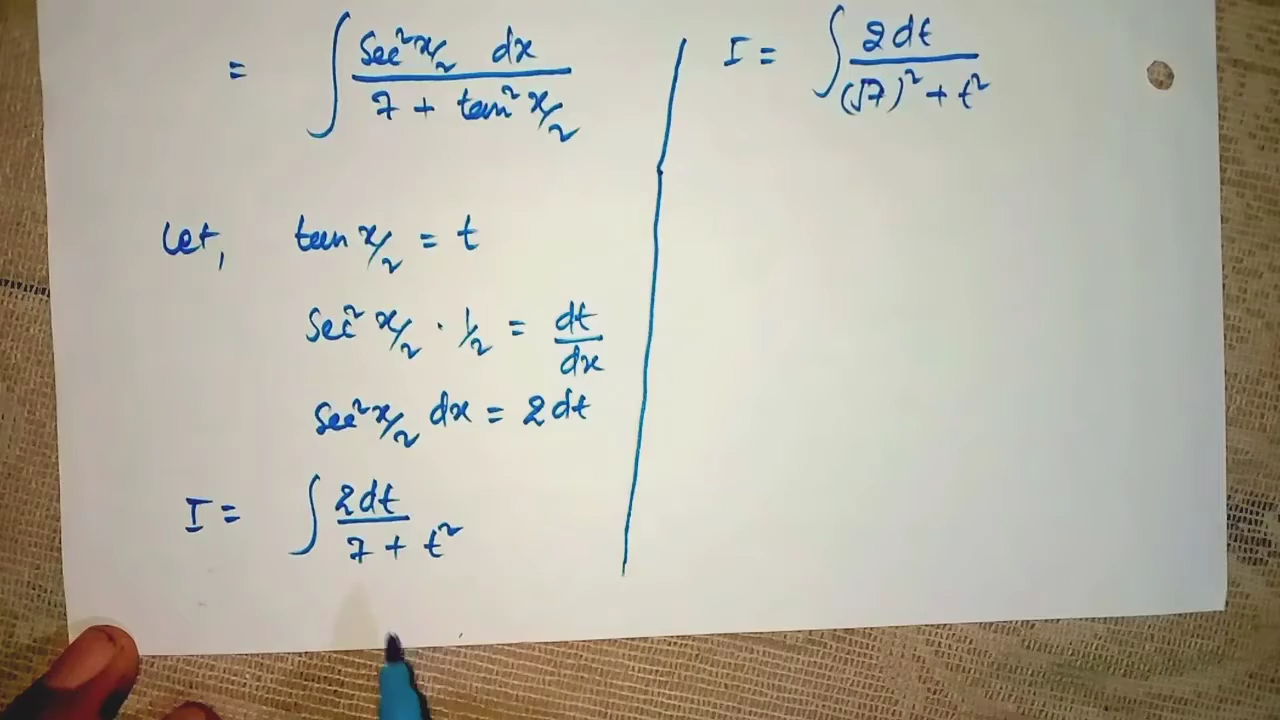 = ∫ sec²x/2 dx / 7 + tan²x/2
Let, tan x/2 = t
sec² x/2 · 1/2 = dt/dx
sec²x/2 dx = 2dt
I = ∫ 2dt / 7 + t²
I = ∫ 2dt / (√7)² + t²